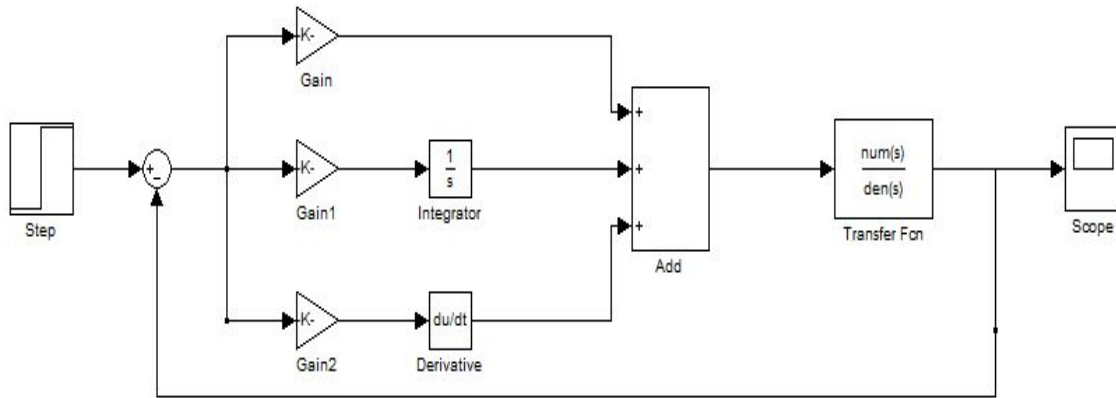 K-
Gain
+
Step
+
-
K-
Gain1
1
s
Integrator
+
+
Add
num(s)
den(s)
Transfer Fcn
Scope
K-
Gain2
du/dt
Derivative